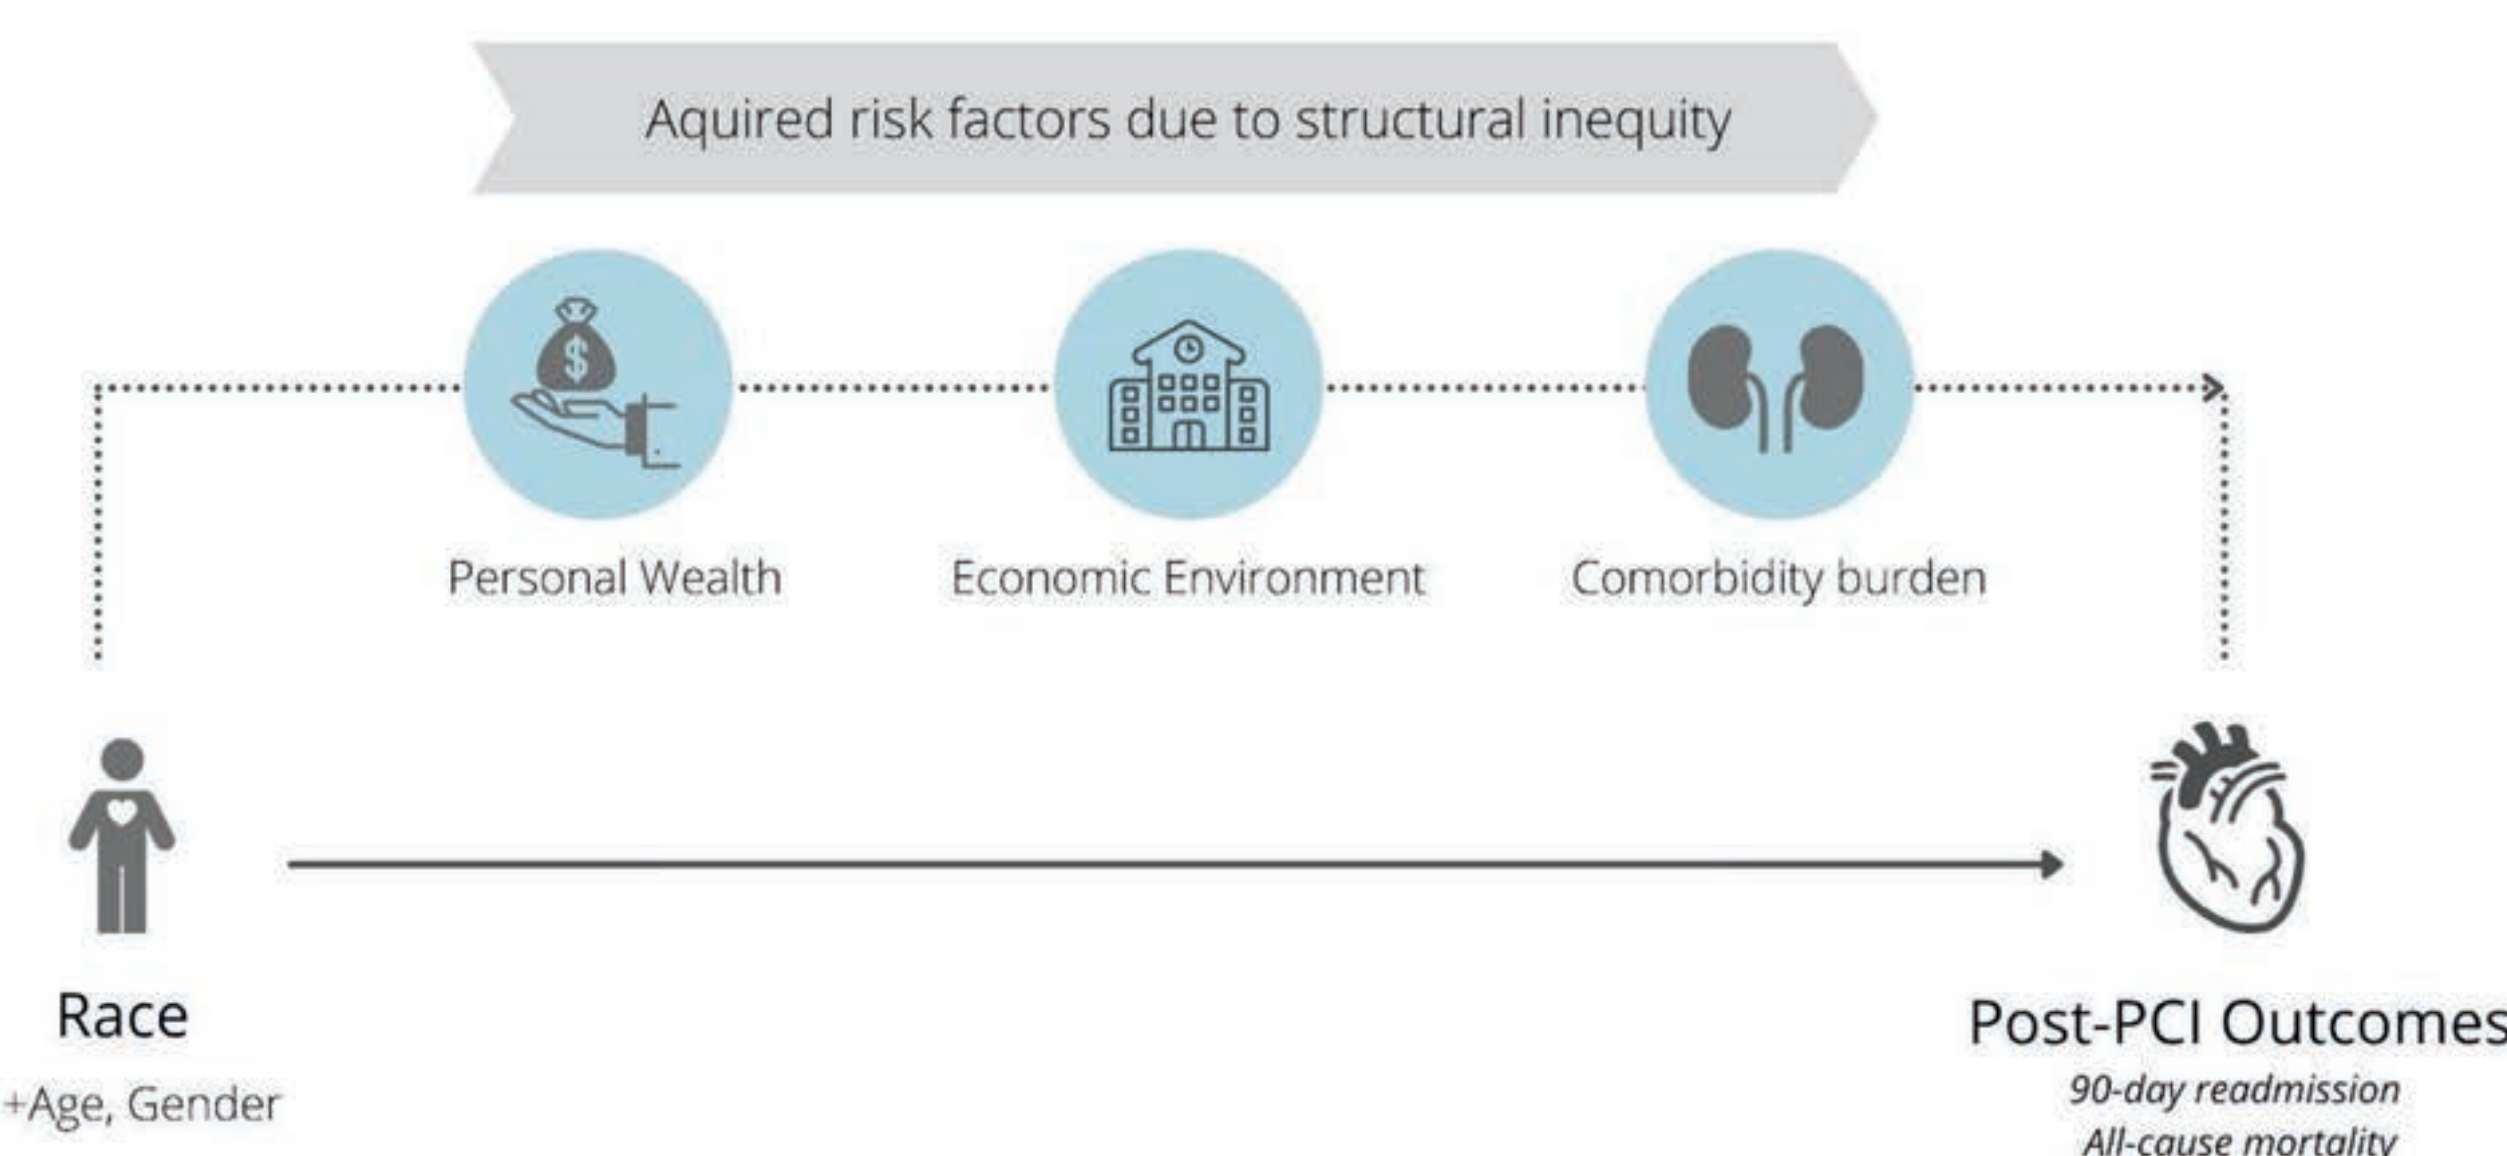 Aquired risk factors due to structural inequity
Personal Wealth
Economic Environment
Comorbidity burden
Race
+Age, Gender
Post-PCI Outcomes
90-day readmission
All-cause mortality